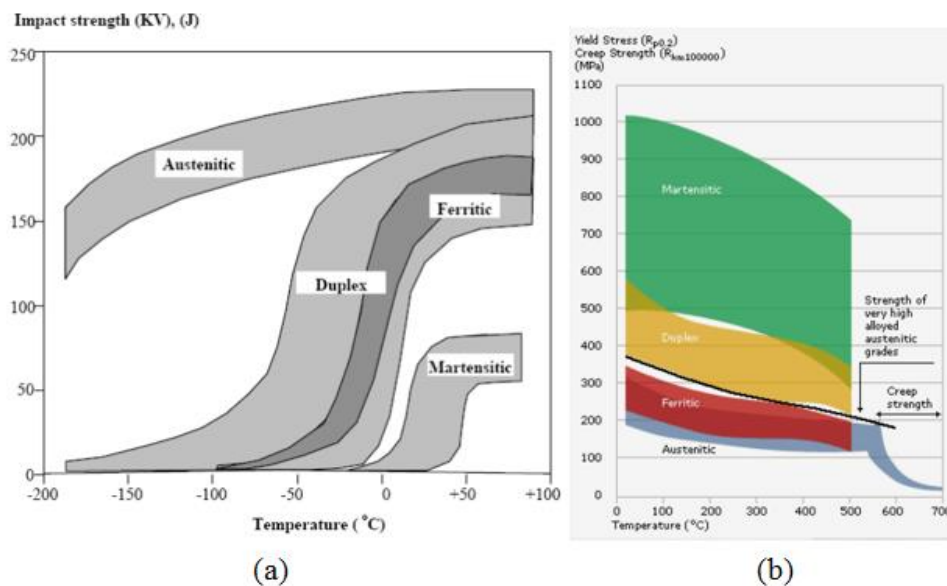 Impact strength (KV), (J)
250
200
150
100
50
0
-200
-150
-100
+50
0
+50
+100
Temperature (°C)
Austenitic
Ferritic
Duplex
Martensitic
(a)
Yield Stress (Rp0.2)
Creep Strength (Rkm100000)
(MPa)
1100
1000
900
800
700
600
500
400
300
200
100
0
0
100
200
300
400
500
600
700
Temperature (°C)
Martensitic
Duplex
Ferritic
Austenitic
Strength of
very high
alloyed
austenitic
grades
Creep
strength
(b)